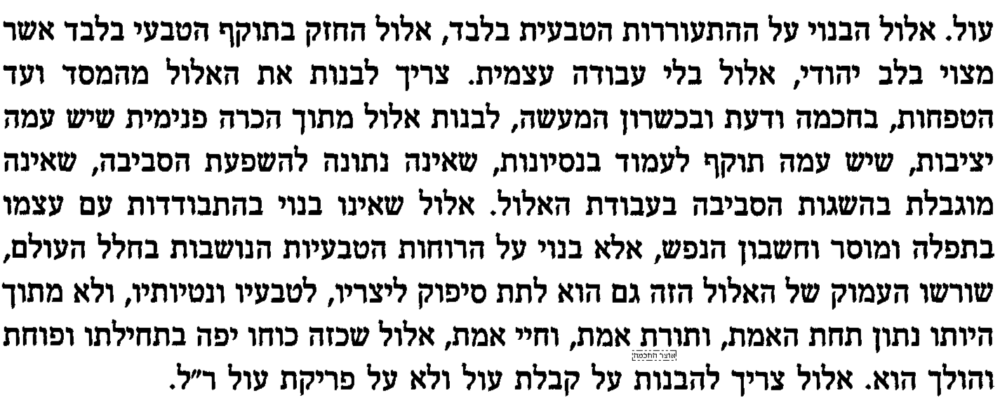 עול. אלול הבנוי על ההתעוררות הטבעית בלבד, אלול החזק בתוקף הטבעי בלבד אשר
מצוי בלב יהודי, אלול בלי עבודה עצמית. צריך לבנות את האלול מהמסד ועד
הטפחות, בחכמה ודעת ובכשרון המעשה, לבנות אלול מתוך הכרה פנימית שיש עמה
יציבות, שיש עמה תוקף לעמוד בנסיונות, שאינה נתונה להשפעת הסביבה, שאינה
מוגבלת בהשגות הסביבה בעבודת האלול. אלול שאינו בנוי בהתבודדות עם עצמו
בתפלה ומוסר וחשבון הנפש, אלא בנוי על הרוחות הטבעיות הנושבות בחלל העולם,
שורשו העמוק של האלול הזה גם הוא לתת סיפוק ליצריו, לטבעיו ונטיותיו, ולא מתוך
היותו נתון תחת האמת, ותורת אמת, וחיי אמת, אלול שכזה כוחו יפה בתחילתו ופוחת
אוצר החכמה
והולך הוא. אלול צריך להבנות על קבלת עול ולא על פריקת עול ר״ל.